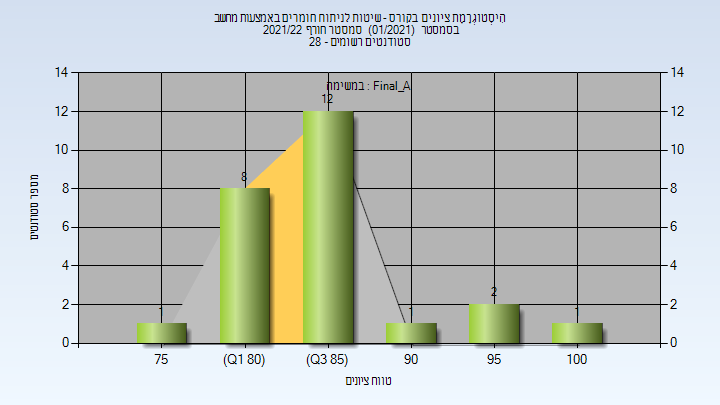 הִיסְטוֹגְרָמַת ציונים בקורס - שיטות לניתוח חומרים באמצעות מחשב
בסמסטר (01/2021) סמסטר חורף 2021/22
סטודנטים רשומים - 28
במשימה : Final_A
14 14
12 12
10 10
8 8
6 6
4 4
2 2
0 0
1 8 12 1 2 1
מספר סטודנטים
75 (Q1 80) (Q3 85) 90 95 100
טווח ציונים